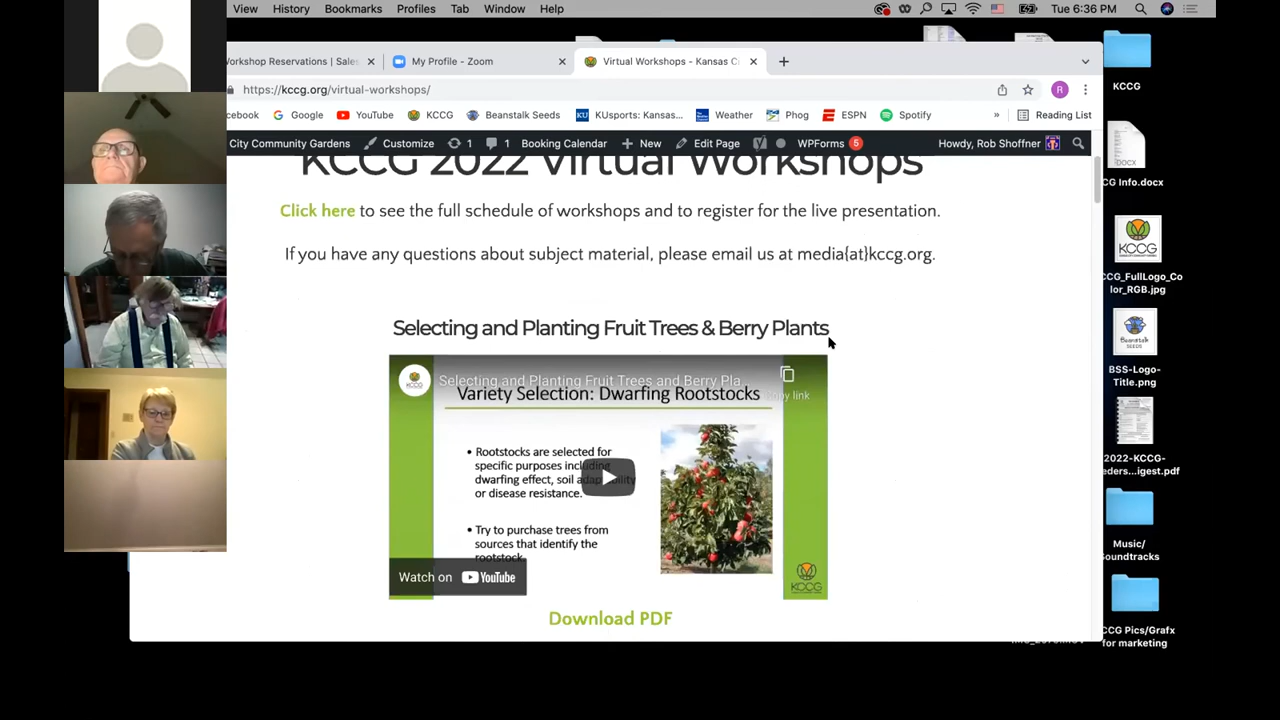 View History Bookmarks Profiles Tab Window Help Tue 6:36 PM
Workshop Reservations | Sales My Profile - Zoom Virtual Workshops - Kansas C
https://kccg.org/virtual-workshops/
Google YouTube KCCG Beanstalk Seeds KUsports: Kansas... Weather Phog ESPN Spotify » Reading List
City Community Gardens Customize 1 1 Booking Calendar New Edit Page WPForms 5 Howdy, Rob Shoffner
KCCG 2022 Virtual Workshops
Click here to see the full schedule of workshops and to register for the live presentation.
If you have any questions about subject material, please email us at media{at}kccg.org.
Selecting and Planting Fruit Trees & Berry Plants
Selecting and Planting Fruit Trees and Berry Pla...
Copy link
Variety Selection: Dwarfing Rootstocks
• Rootstocks are selected for
specific purposes including
dwarfing effect, soil adaptability
or disease resistance.
• Try to purchase trees from
sources that identify the
rootstock.
KCCG
Watch on YouTube
Download PDF
KCCG
CG Info.docx
KCCG
CCG_FullLogo_Co
lor_RGB.jpg
Beanstalk
SEEDS
BSS-Logo-
Title.png
2022-KCCG-
eders...igest.pdf
Music/
Soundtracks
CCG Pics/Grafx
for marketing